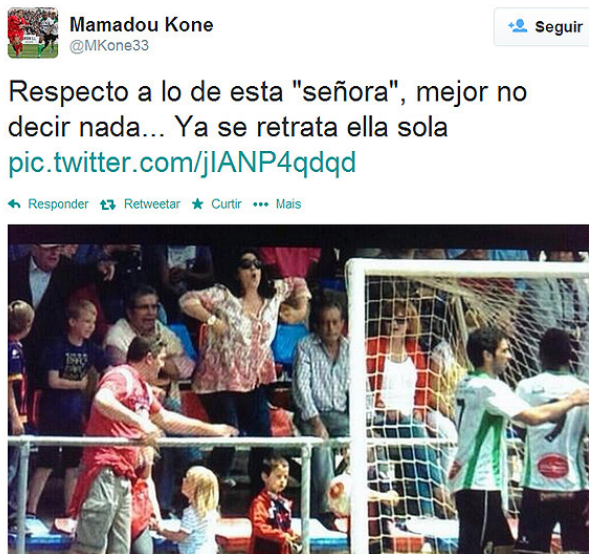 Mamadou Kone
@MKone33
Seguir
Respecto a lo de esta "señora", mejor no
decir nada... Ya se retrata ella sola
pic.twitter.com/jIANP4qdqd
Responder Retweetar Curtir Mais
7